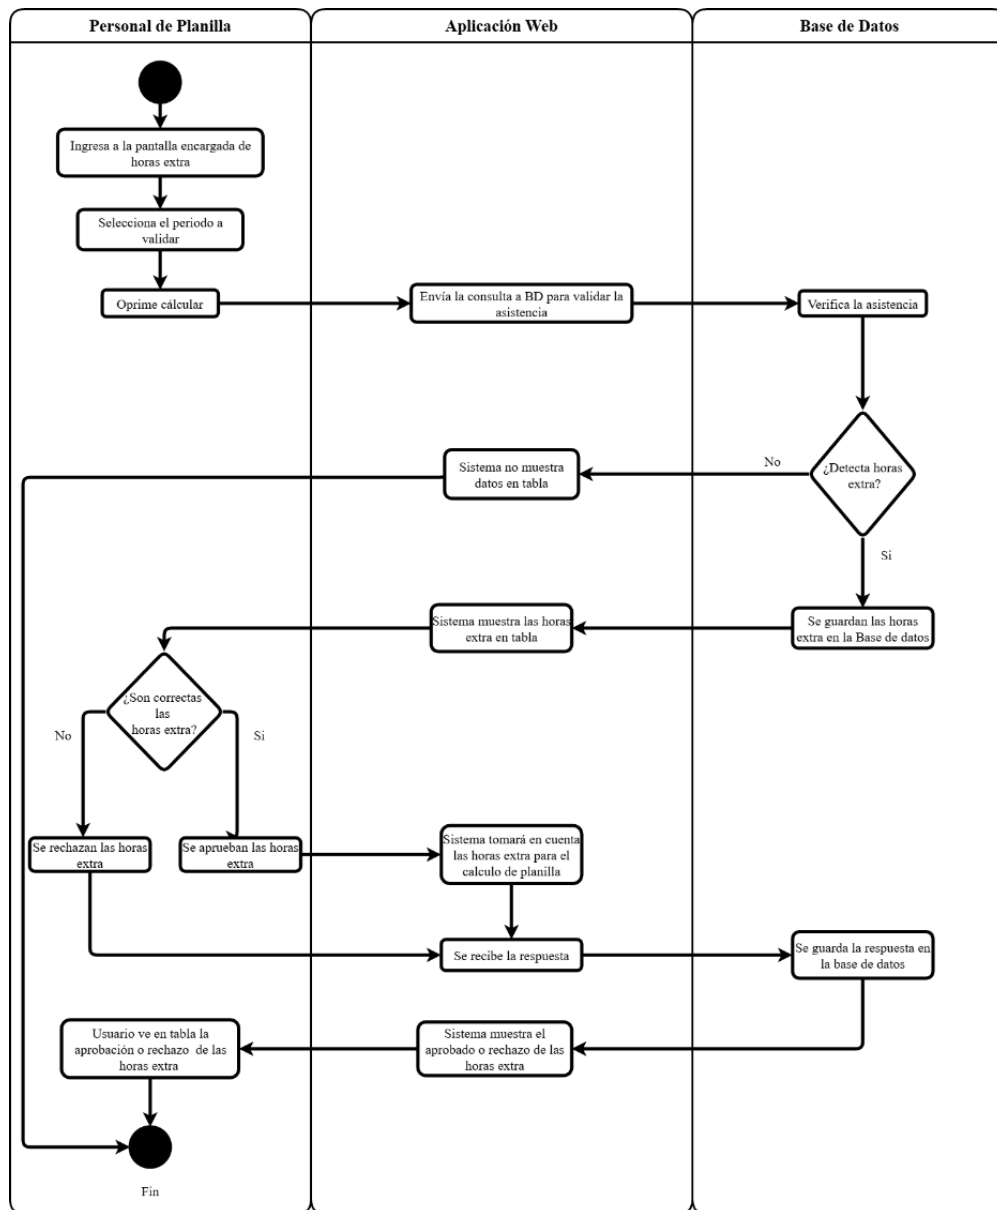 Personal de Planilla
Aplicación Web
Base de Datos
Ingresa a la pantalla encargada de
horas extra
Selecciona el periodo a
validar
Oprime cálcular
Envía la consulta a BD para validar la
asistencia
Verifica la asistencia
¿Detecta horas
extra?
No
Sistema no muestra
datos en tabla
Si
Se guardan las horas
extra en la Base de datos
Sistema muestra las horas
extra en tabla
¿Son correctas
las
horas extra?
No
Si
Se rechazan las horas
extra
Se aprueban las horas
extra
Sistema tomará en cuenta
las horas extra para el
calculo de planilla
Se recibe la respuesta
Se guarda la respuesta en
la base de datos
Sistema muestra el
aprobado o rechazo de las
horas extra
Usuario ve en tabla la
aprobación o rechazo de las
horas extra
Fin